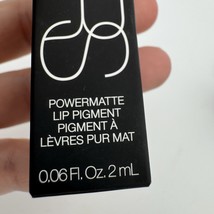 POWERMATTE
LIP PIGMENT
PIGMENT À
LÈVRES PUR MAT
0.06 Fl. Oz. 2 mL